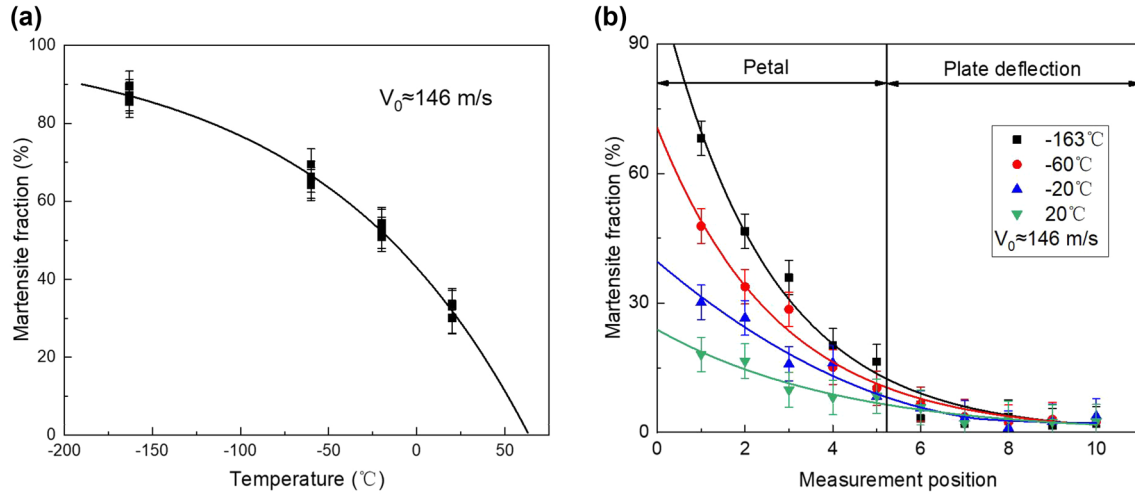 (a)
100
80
60
40
20
0
Martensite fraction (%)
V0≈146 m/s
-200 -150 -100 -50 0 50
Temperature (℃)
(b)
90
60
30
0
Martensite fraction (%)
Petal
Plate deflection
-163℃
-60℃
-20℃
20℃
V0≈146 m/s
0 2 4 6 8 10
Measurement position